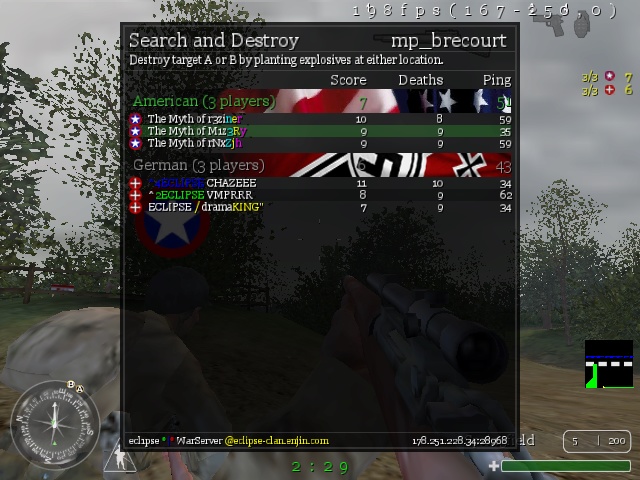 198fps(167-250,0)
Search and Destroy mp_brecourt
Destroy target A or B by planting explosives at either location.
Score Deaths Ping
3/3 7
3/3 6
American (3 players) 7 51
The Myth of r3ziner 10 8 59
The Myth of M1z3Ry 9 9 35
The Myth of rNxZjh 9 9 59
German (3 players) 6 43
CHAZEEE 11 10 34
^2ECLIPSE VMPRRR 8 9 62
ECLIPSE /dramaKING" 7 9 34
B A
eclipse WarServer @eclipse-clan.enjin.com 178.251.228.34:28968
5 | 200
2:29